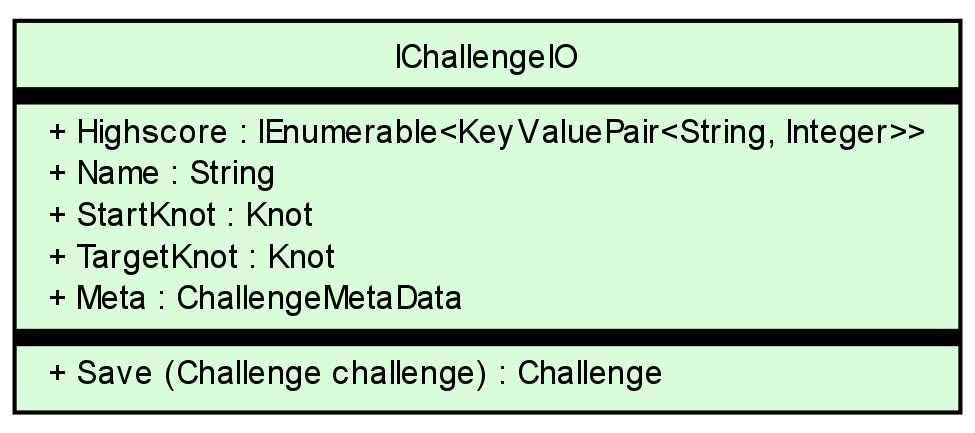 IChallengeIO
+ Highscore : IEnumerable<KeyValuePair<String, Integer>>
+ Name : String
+ StartKnot : Knot
+ TargetKnot : Knot
+ Meta : ChallengeMetaData
+ Save (Challenge challenge) : Challenge